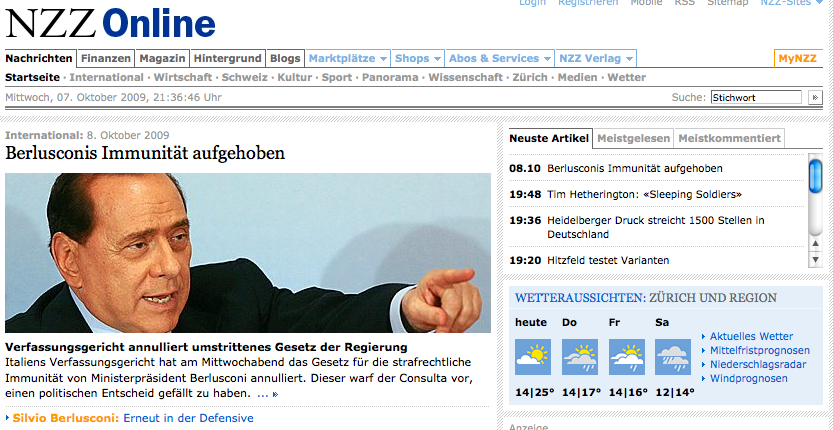 Login Registrieren Mobile RSS Sitemap NZZ-Sites
NZZ Online
Nachrichten Finanzen Magazin Hintergrund Blogs Marktplätze Shops Abos & Services NZZ Verlag MyNZZ
Startseite · International · Wirtschaft · Schweiz · Kultur · Sport · Panorama · Wissenschaft · Zürich · Medien · Wetter
Mittwoch, 07. Oktober 2009, 21:36:46 Uhr Suche: Stichwort
International: 8. Oktober 2009
Berlusconis Immunität aufgehoben
Verfassungsgericht annulliert umstrittenes Gesetz der Regierung
Italiens Verfassungsgericht hat am Mittwochabend das Gesetz für die strafrechtliche
Immunität von Ministerpräsident Berlusconi annulliert. Dieser warf der Consulta vor,
einen politischen Entscheid gefällt zu haben. ... »
Silvio Berlusconi: Erneut in der Defensive
Neuste Artikel Meistgelesen Meistkommentiert
08.10 Berlusconis Immunität aufgehoben
19:48 Tim Hetherington: «Sleeping Soldiers»
19:36 Heidelberger Druck streicht 1500 Stellen in
Deutschland
19:20 Hitzfeld testet Varianten
WETTERAUSSICHTEN: ZÜRICH UND REGION
heute Do Fr Sa
14|25° 14|17° 14|16° 12|14°
Aktuelles Wetter
Mittelfristprognosen
Niederschlagsradar
Windprognosen
Anzeige